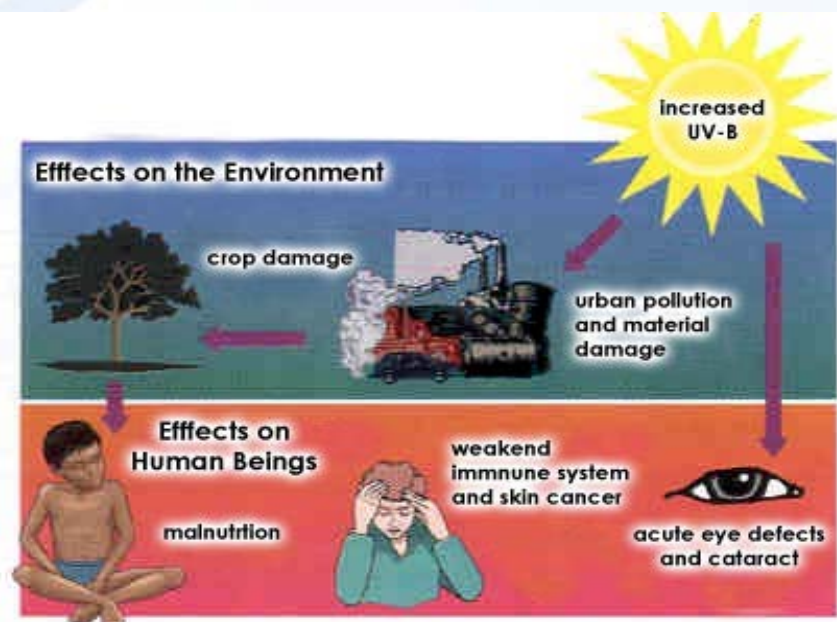 increased
UV-B
Efffects on the Environment
crop damage
urban pollution
and material
damage
Efffects on
Human Beings
malnutrtion
weakend
immnune system
and skin cancer
acute eye defects
and cataract